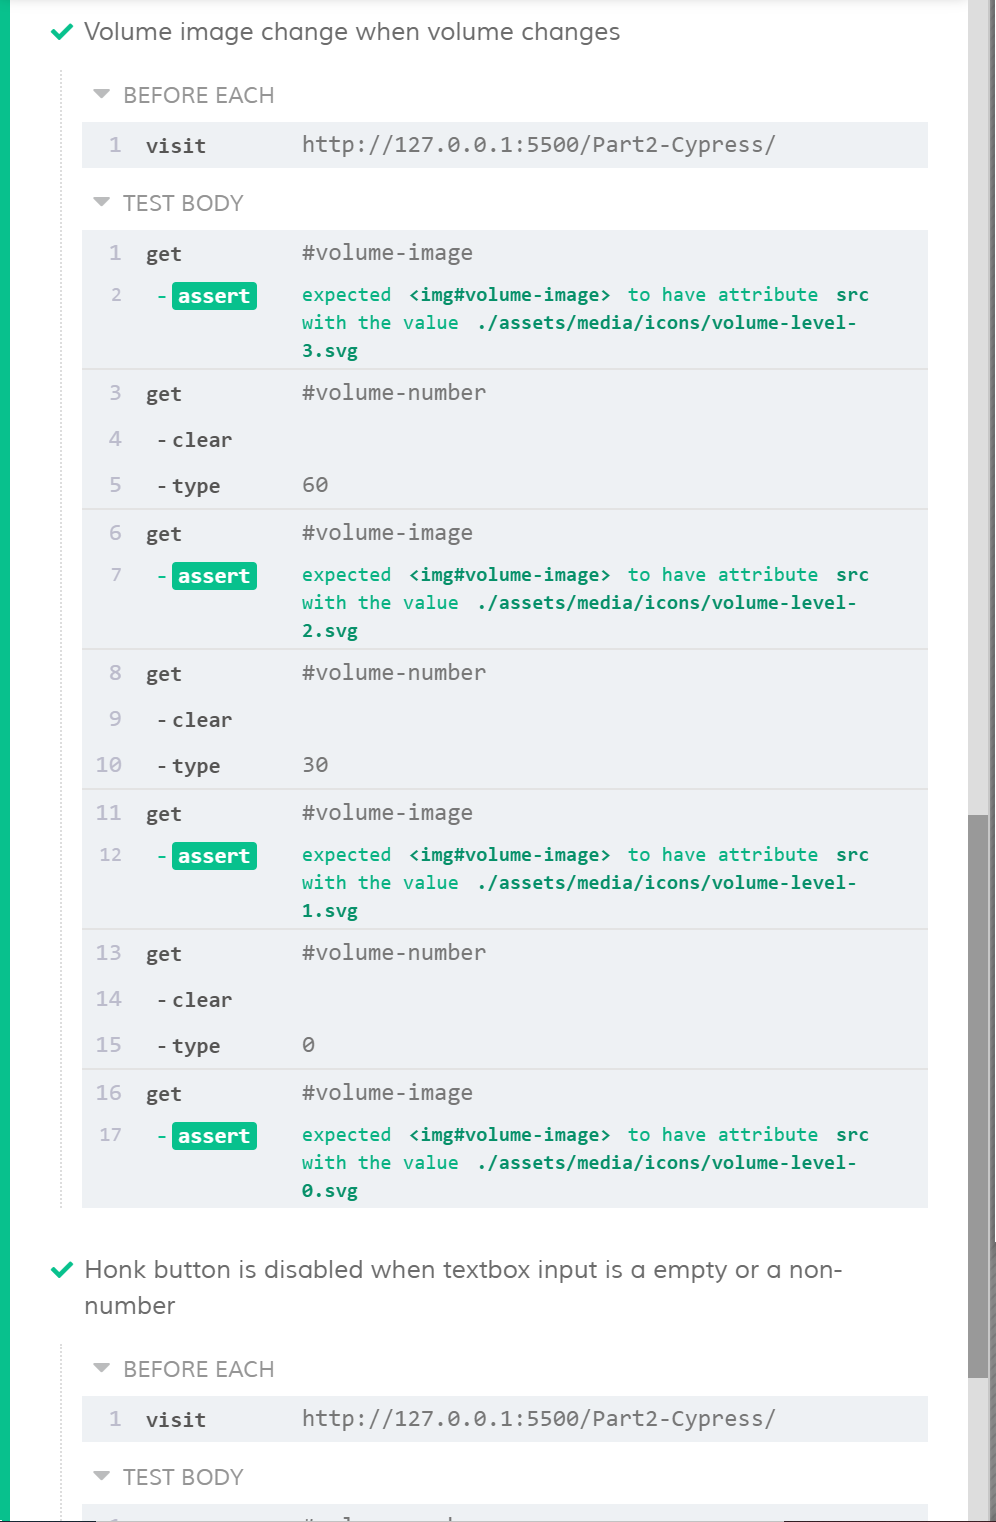 Volume image change when volume changes
BEFORE EACH
1 visit http://127.0.0.1:5500/Part2-Cypress/
TEST BODY
1 get #volume-image
2 -assert expected <img#volume-image> to have attribute src
with the value ./assets/media/icons/volume-level-
3.svg
3 get #volume-number
4 -clear
5 -type 60
6 get #volume-image
7 -assert expected <img#volume-image> to have attribute src
with the value ./assets/media/icons/volume-level-
2.svg
8 get #volume-number
9 -clear
10 -type 30
11 get #volume-image
12 -assert expected <img#volume-image> to have attribute src
with the value ./assets/media/icons/volume-level-
1.svg
13 get #volume-number
14 -clear
15 -type 0
16 get #volume-image
17 -assert expected <img#volume-image> to have attribute src
with the value ./assets/media/icons/volume-level-
0.svg
Honk button is disabled when textbox input is a empty or a non-
number
BEFORE EACH
1 visit http://127.0.0.1:5500/Part2-Cypress/
TEST BODY